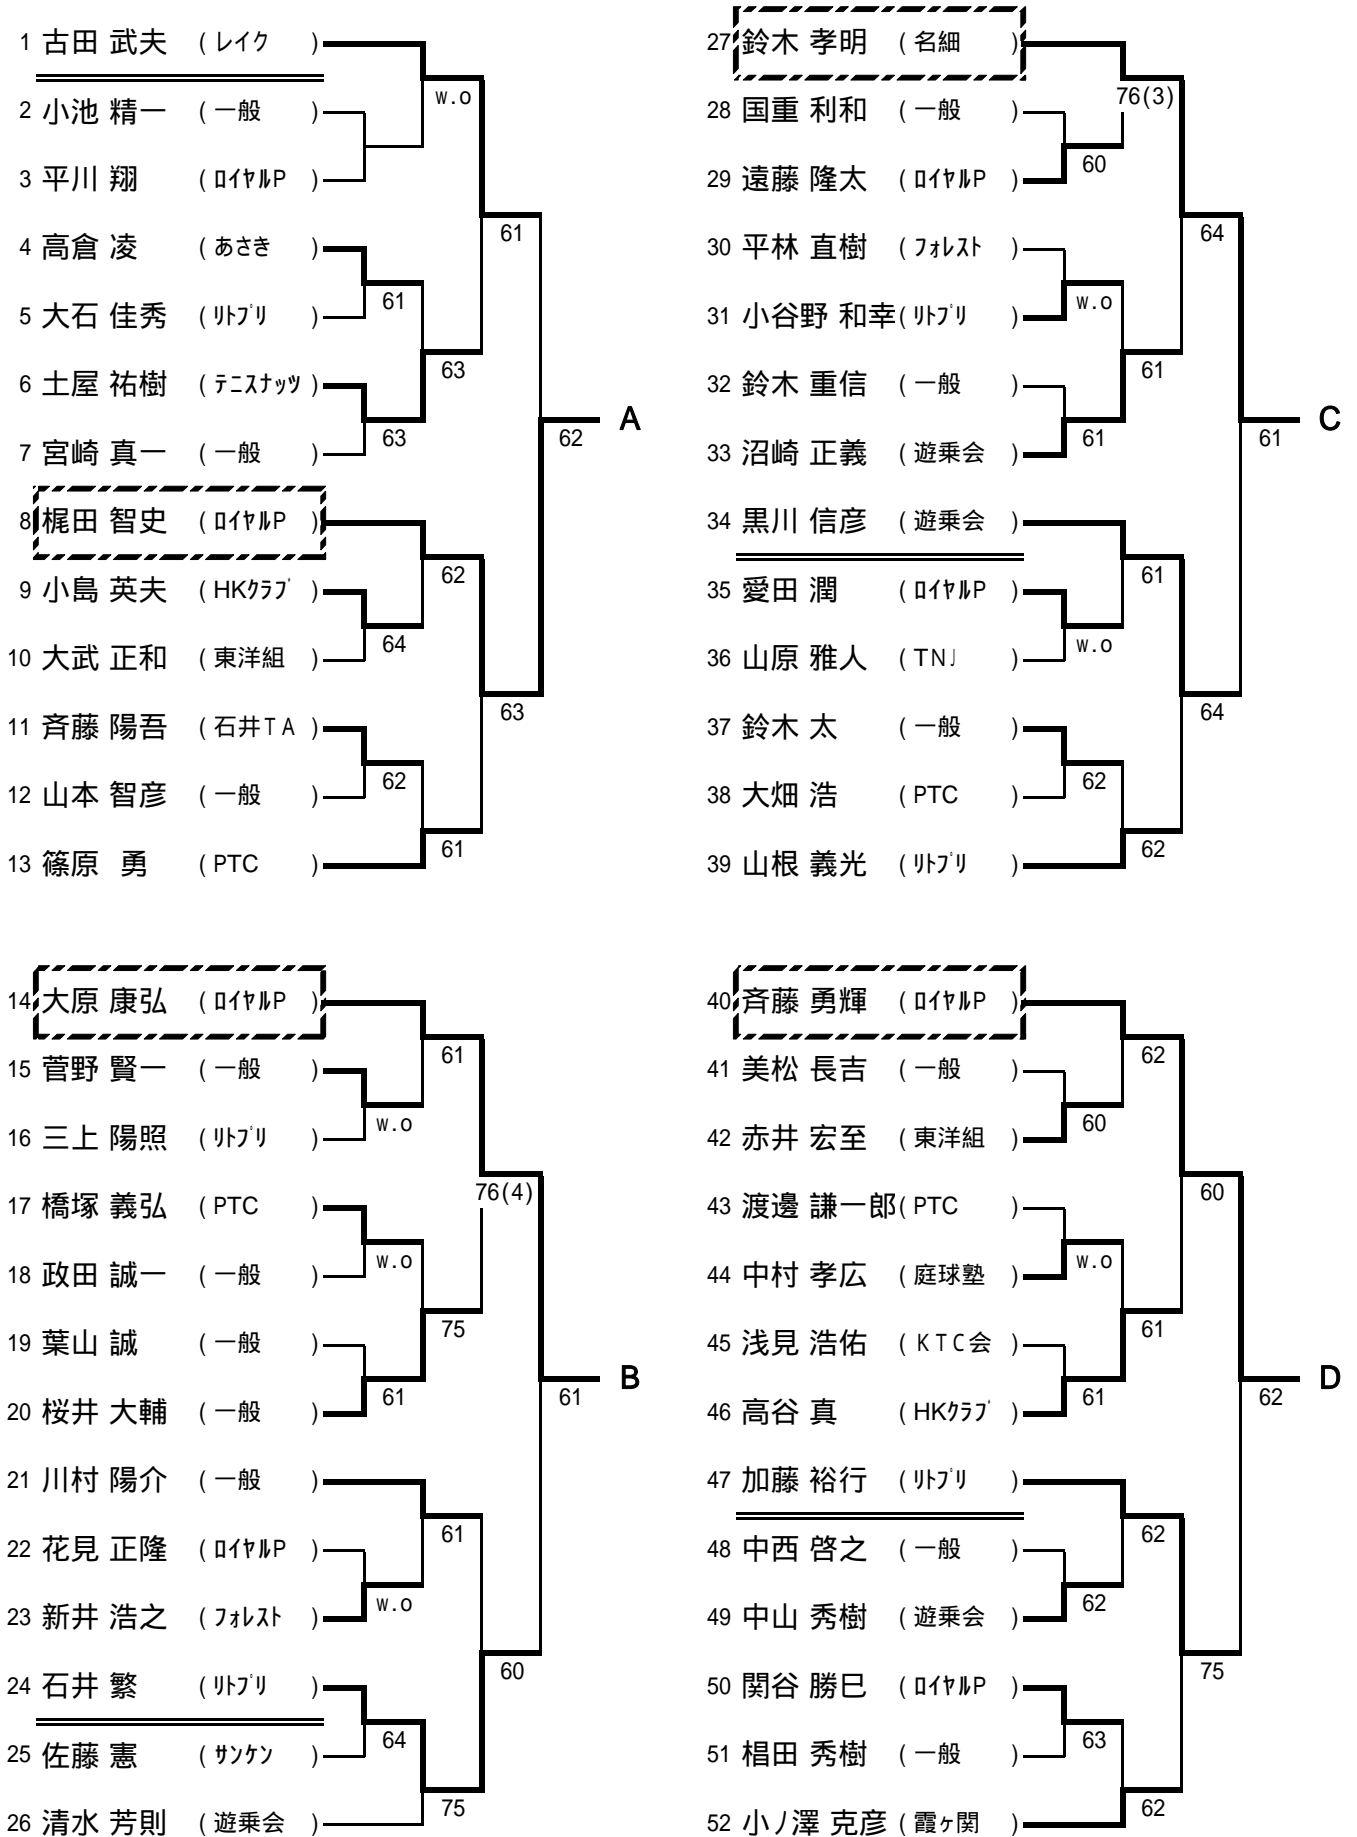 1 古田 武夫 ( レイク )
w.o
2 小池 精一 ( 一般 )
3 平川 翔 ( ﾛｲﾔﾙP )
61
4 高倉 凌 ( あさき )
61
5 大石 佳秀 ( ﾘﾄﾌﾟﾘ )
63
6 土屋 祐樹 ( ﾃﾆｽﾅｯﾂ )
63
7 宮崎 真一 ( 一般 )
62 A
8 梶田 智史 ( ﾛｲﾔﾙP )
62
9 小島 英夫 ( HKｸﾗﾌﾞ )
64
10 大武 正和 ( 東洋組 )
63
11 斉藤 陽吾 ( 石井TA )
62
12 山本 智彦 ( 一般 )
61
13 篠原 勇 ( PTC )
14 大原 康弘 ( ﾛｲﾔﾙP )
61
15 菅野 賢一 ( 一般 )
w.o
16 三上 陽照 ( ﾘﾄﾌﾟﾘ )
76(4)
17 橋塚 義弘 ( PTC )
w.o
18 政田 誠一 ( 一般 )
75
19 葉山 誠 ( 一般 )
61
20 桜井 大輔 ( 一般 )
61 B
21 川村 陽介 ( 一般 )
61
22 花見 正隆 ( ﾛｲﾔﾙP )
w.o
23 新井 浩之 ( ﾌｫﾚｽﾄ )
60
24 石井 繁 ( ﾘﾄﾌﾟﾘ )
64
25 佐藤 憲 ( ｻﾝｹﾝ )
75
26 清水 芳則 ( 遊乗会 )
27 鈴木 孝明 ( 名細 )
76(3)
28 国重 利和 ( 一般 )
60
29 遠藤 隆太 ( ﾛｲﾔﾙP )
64
30 平林 直樹 ( ﾌｫﾚｽﾄ )
w.o
31 小谷野 和幸( ﾘﾄﾌﾟﾘ )
61
32 鈴木 重信 ( 一般 )
61
33 沼崎 正義 ( 遊乗会 )
61 C
34 黒川 信彦 ( 遊乗会 )
61
35 愛田 潤 ( ﾛｲﾔﾙP )
w.o
36 山原 雅人 ( TNJ )
64
37 鈴木 太 ( 一般 )
62
38 大畑 浩 ( PTC )
62
39 山根 義光 ( ﾘﾄﾌﾟﾘ )
40 斉藤 勇輝 ( ﾛｲﾔﾙP )
62
41 美松 長吉 ( 一般 )
60
42 赤井 宏至 ( 東洋組 )
60
43 渡邊 謙一郎( PTC )
w.o
44 中村 孝広 ( 庭球塾 )
61
45 浅見 浩佑 ( KTC会 )
61
46 高谷 真 ( HKｸﾗﾌﾞ )
62 D
47 加藤 裕行 ( ﾘﾄﾌﾟﾘ )
62
48 中西 啓之 ( 一般 )
62
49 中山 秀樹 ( 遊乗会 )
75
50 関谷 勝巳 ( ﾛｲﾔﾙP )
63
51 椙田 秀樹 ( 一般 )
62
52 小ノ澤 克彦 ( 霞ヶ関 )